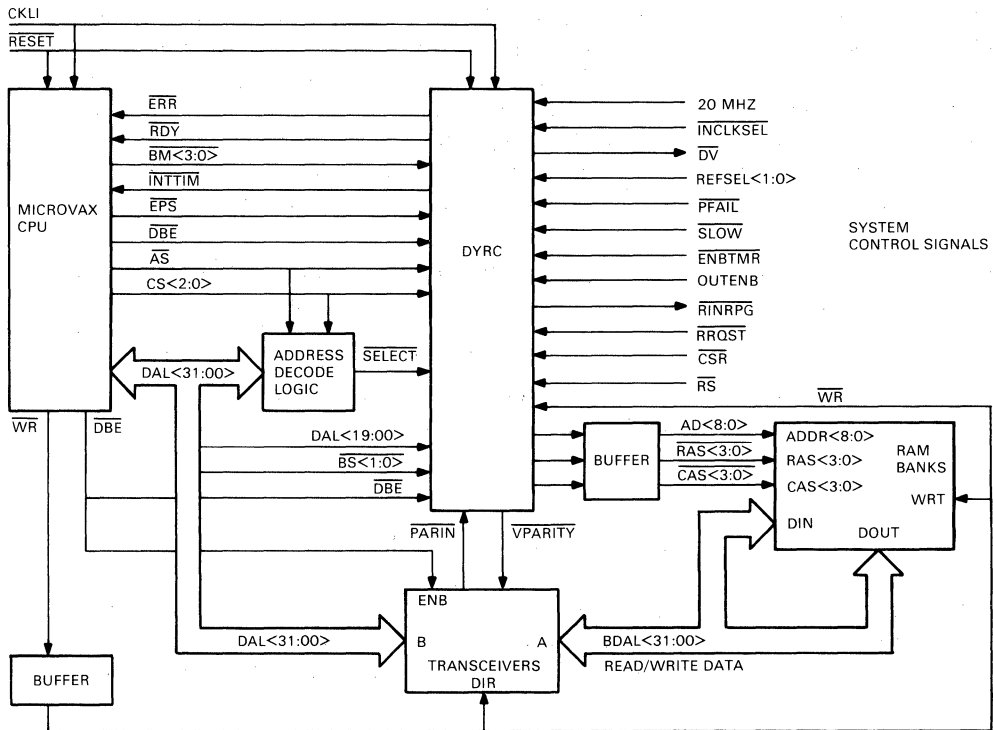 CKLI
RESET
MICROVAX
CPU
ERR
RDY
BM<3:0>
INTTIM
EPS
DBE
AS
CS<2:0>
DYRC
20 MHZ
INCLKSEL
DV
REFSEL<1:0>
PFAIL
SLOW
ENBTMR
OUTENB
RINRPG
RRQST
CSR
RS
WR
SYSTEM
CONTROL SIGNALS
DAL<31:00>
ADDRESS
DECODE
LOGIC
SELECT
WR
DBE
DAL<19:00>
BS<1:0>
DBE
BUFFER
AD<8:0>
RAS<3:0>
CAS<3:0>
ADDR<8:0>
RAS<3:0>
CAS<3:0>
RAM
BANKS
WRT
DIN
DOUT
PARIN
VPARITY
ENB
B
A
TRANSCEIVERS
DIR
DAL<31:00>
BDAL<31:00>
READ/WRITE DATA
BUFFER